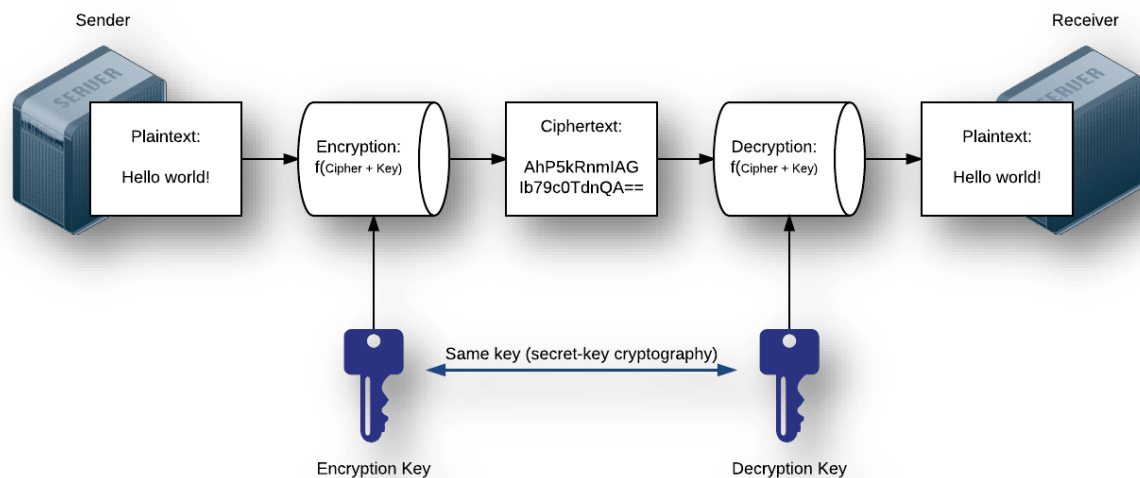 Sender
Receiver
SERVER
SERVER
Plaintext:
Hello world!
Encryption:
f(Cipher + Key)
Ciphertext:
AhP5kRnmIAG
Ib79c0TdnQA==
Decryption:
f(Cipher + Key)
Plaintext:
Hello world!
Same key (secret-key cryptography)
Encryption Key
Decryption Key